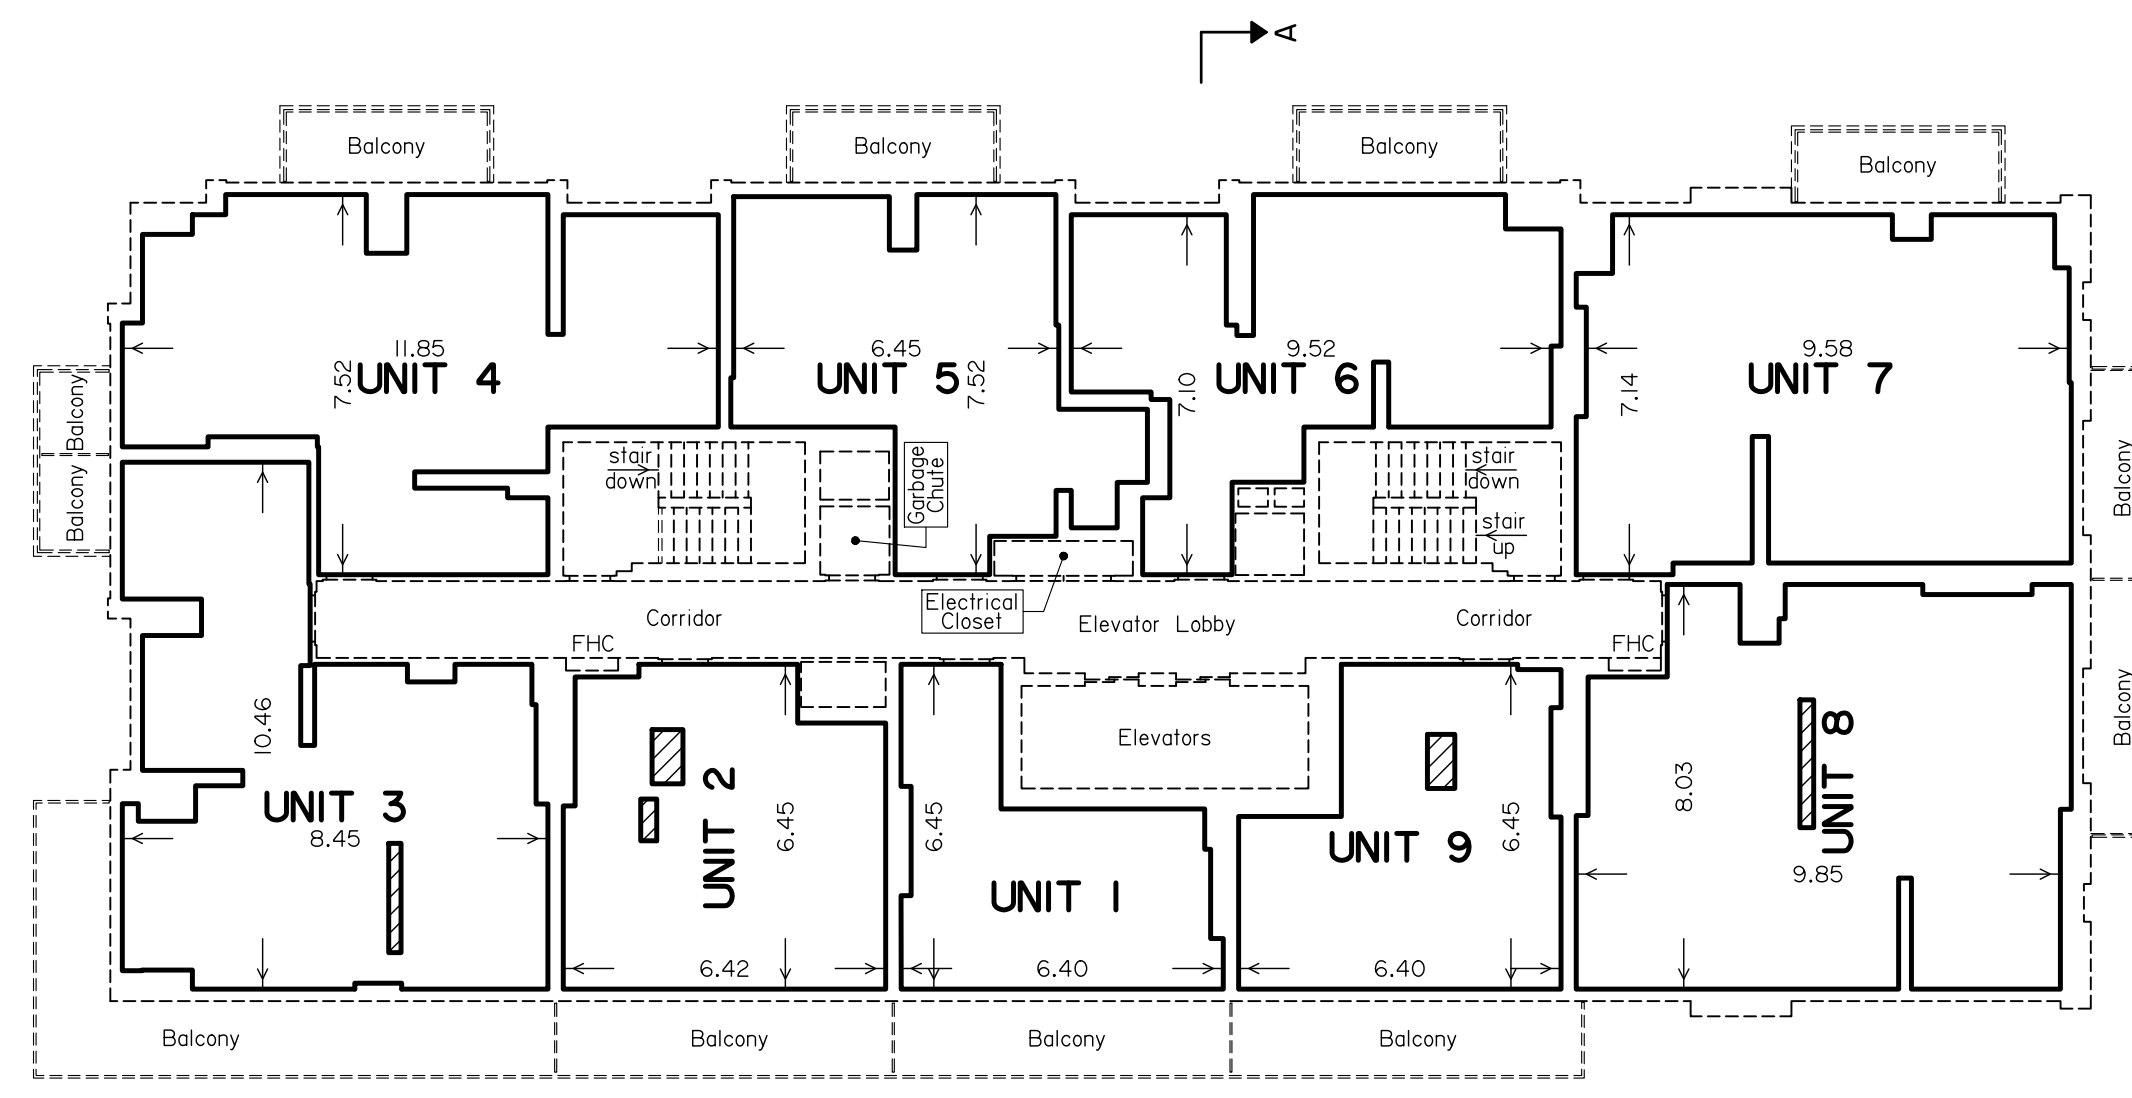 A
Balcony
Balcony
Balcony
Balcony
11.85
7.52
UNIT 4
6.45
UNIT 5
7.52
9.52
7.10
UNIT 6
9.58
7.14
UNIT 7
Balcony
Balcony
Balcony
stair
down
Garbage
Chute
stair
down
stair
up
Corridor
FHC
Electrical
Closet
Elevator Lobby
Corridor
FHC
Balcony
10.46
UNIT 3
8.45
UNIT 2
6.45
6.42
6.45
UNIT 1
6.40
Elevators
UNIT 9
6.45
6.40
8.03
UNIT 8
9.85
Balcony
Balcony
Balcony
Balcony